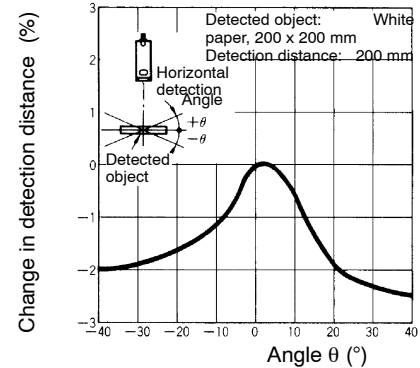 Change in detection distance (%)
3
2
1
0
−1
−2
−3
Detected object: White
paper, 200 x 200 mm
Detection distance: 200 mm
Horizontal
detection
Angle
+θ
−θ
Detected
object
−40 −30 −20 −10 0 10 20 30 40
Angle θ (°)